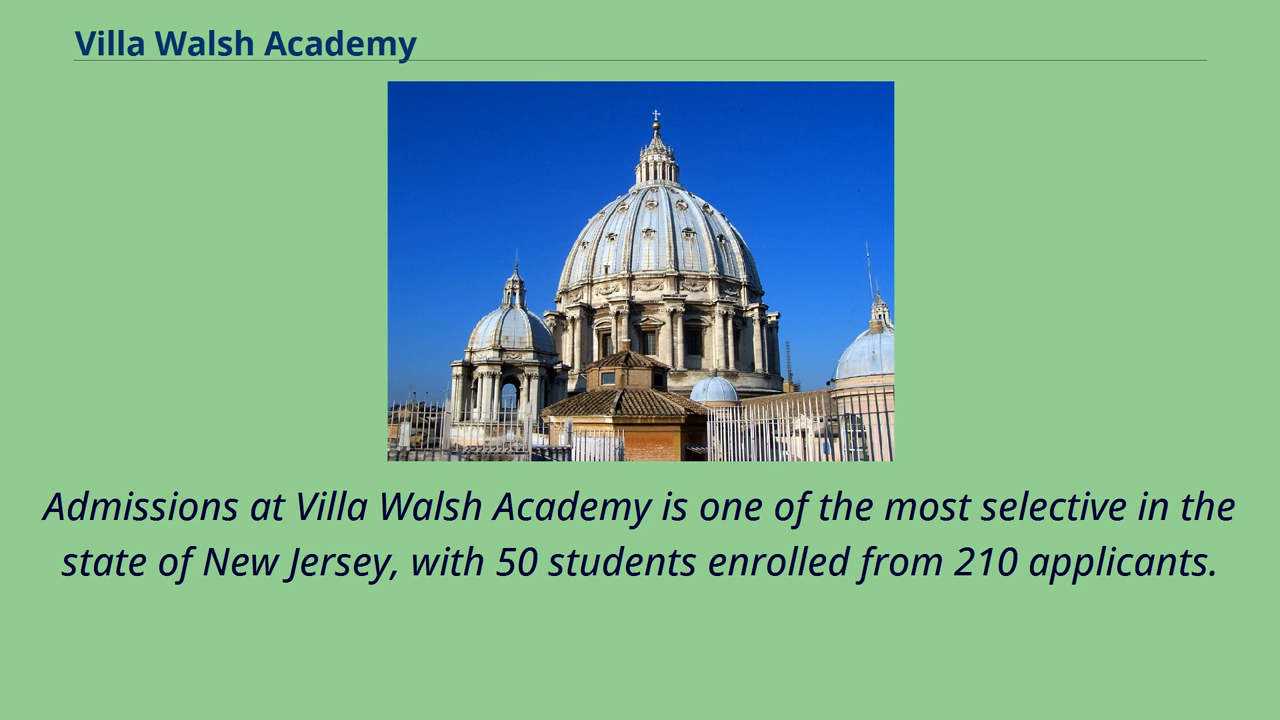 Villa Walsh Academy
Admissions at Villa Walsh Academy is one of the most selective in the
state of New Jersey, with 50 students enrolled from 210 applicants.